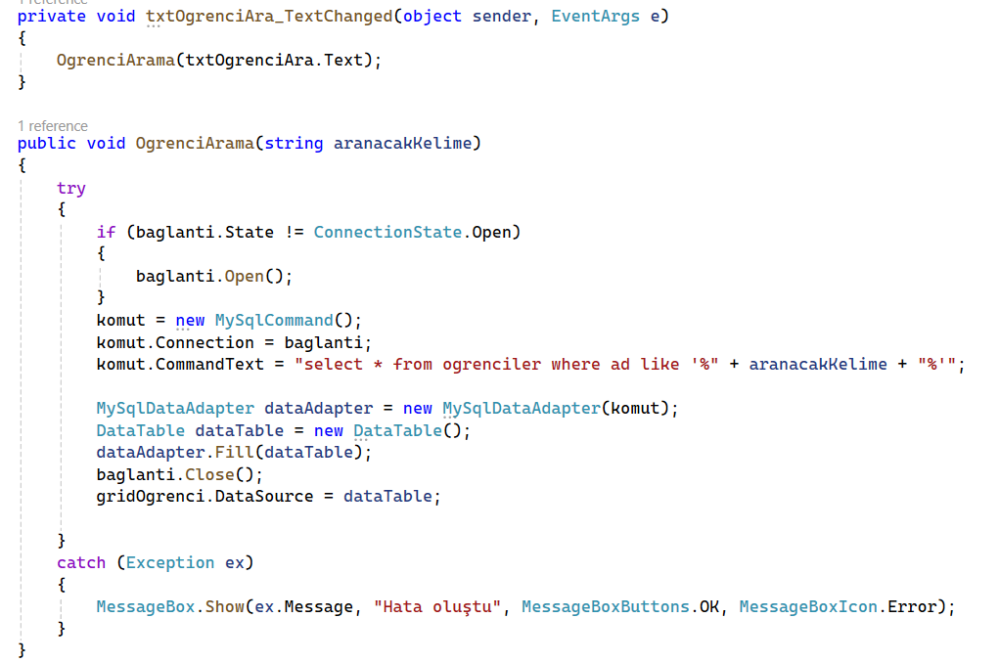 1 reference
private void txtOgrenciAra_TextChanged(object sender, EventArgs e)
{
    OgrenciArama(txtOgrenciAra.Text);
}

1 reference
public void OgrenciArama(string aranacakKelime)
{
    try
    {
        if (baglanti.State != ConnectionState.Open)
        {
            baglanti.Open();
        }
        komut = new MySqlCommand();
        komut.Connection = baglanti;
        komut.CommandText = "select * from ogrenciler where ad like '%" + aranacakKelime + "%'";

        MySqlDataAdapter dataAdapter = new MySqlDataAdapter(komut);
        DataTable dataTable = new DataTable();
        dataAdapter.Fill(dataTable);
        baglanti.Close();
        gridOgrenci.DataSource = dataTable;

    }
    catch (Exception ex)
    {
        MessageBox.Show(ex.Message, "Hata oluştu", MessageBoxButtons.OK, MessageBoxIcon.Error);
    }
}